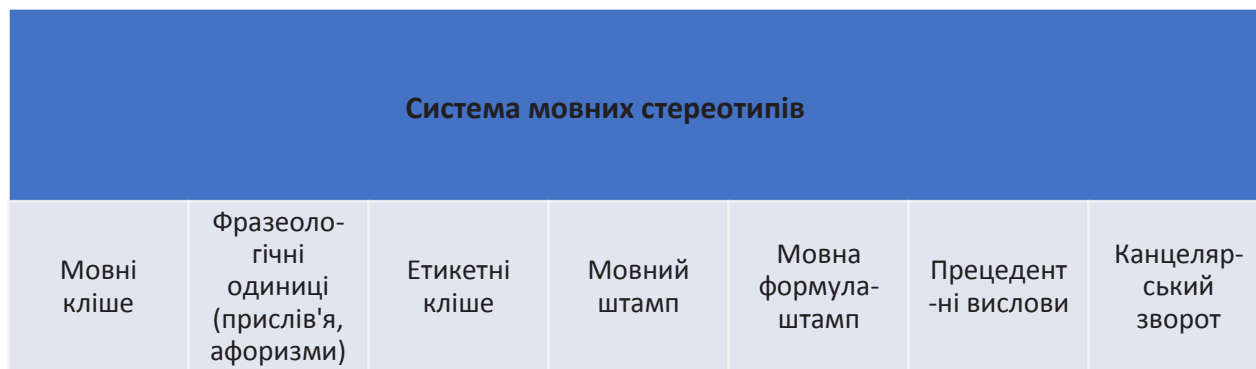 Система мовних стереотипів
Мовні
кліше
Фразеоло-
гічні
одиниці
(прислів'я,
афоризми)
Етикетні
кліше
Мовний
штамп
Мовна
формула-
штамп
Прецедент
-ні вислови
Канцеляр-
ський
зворот